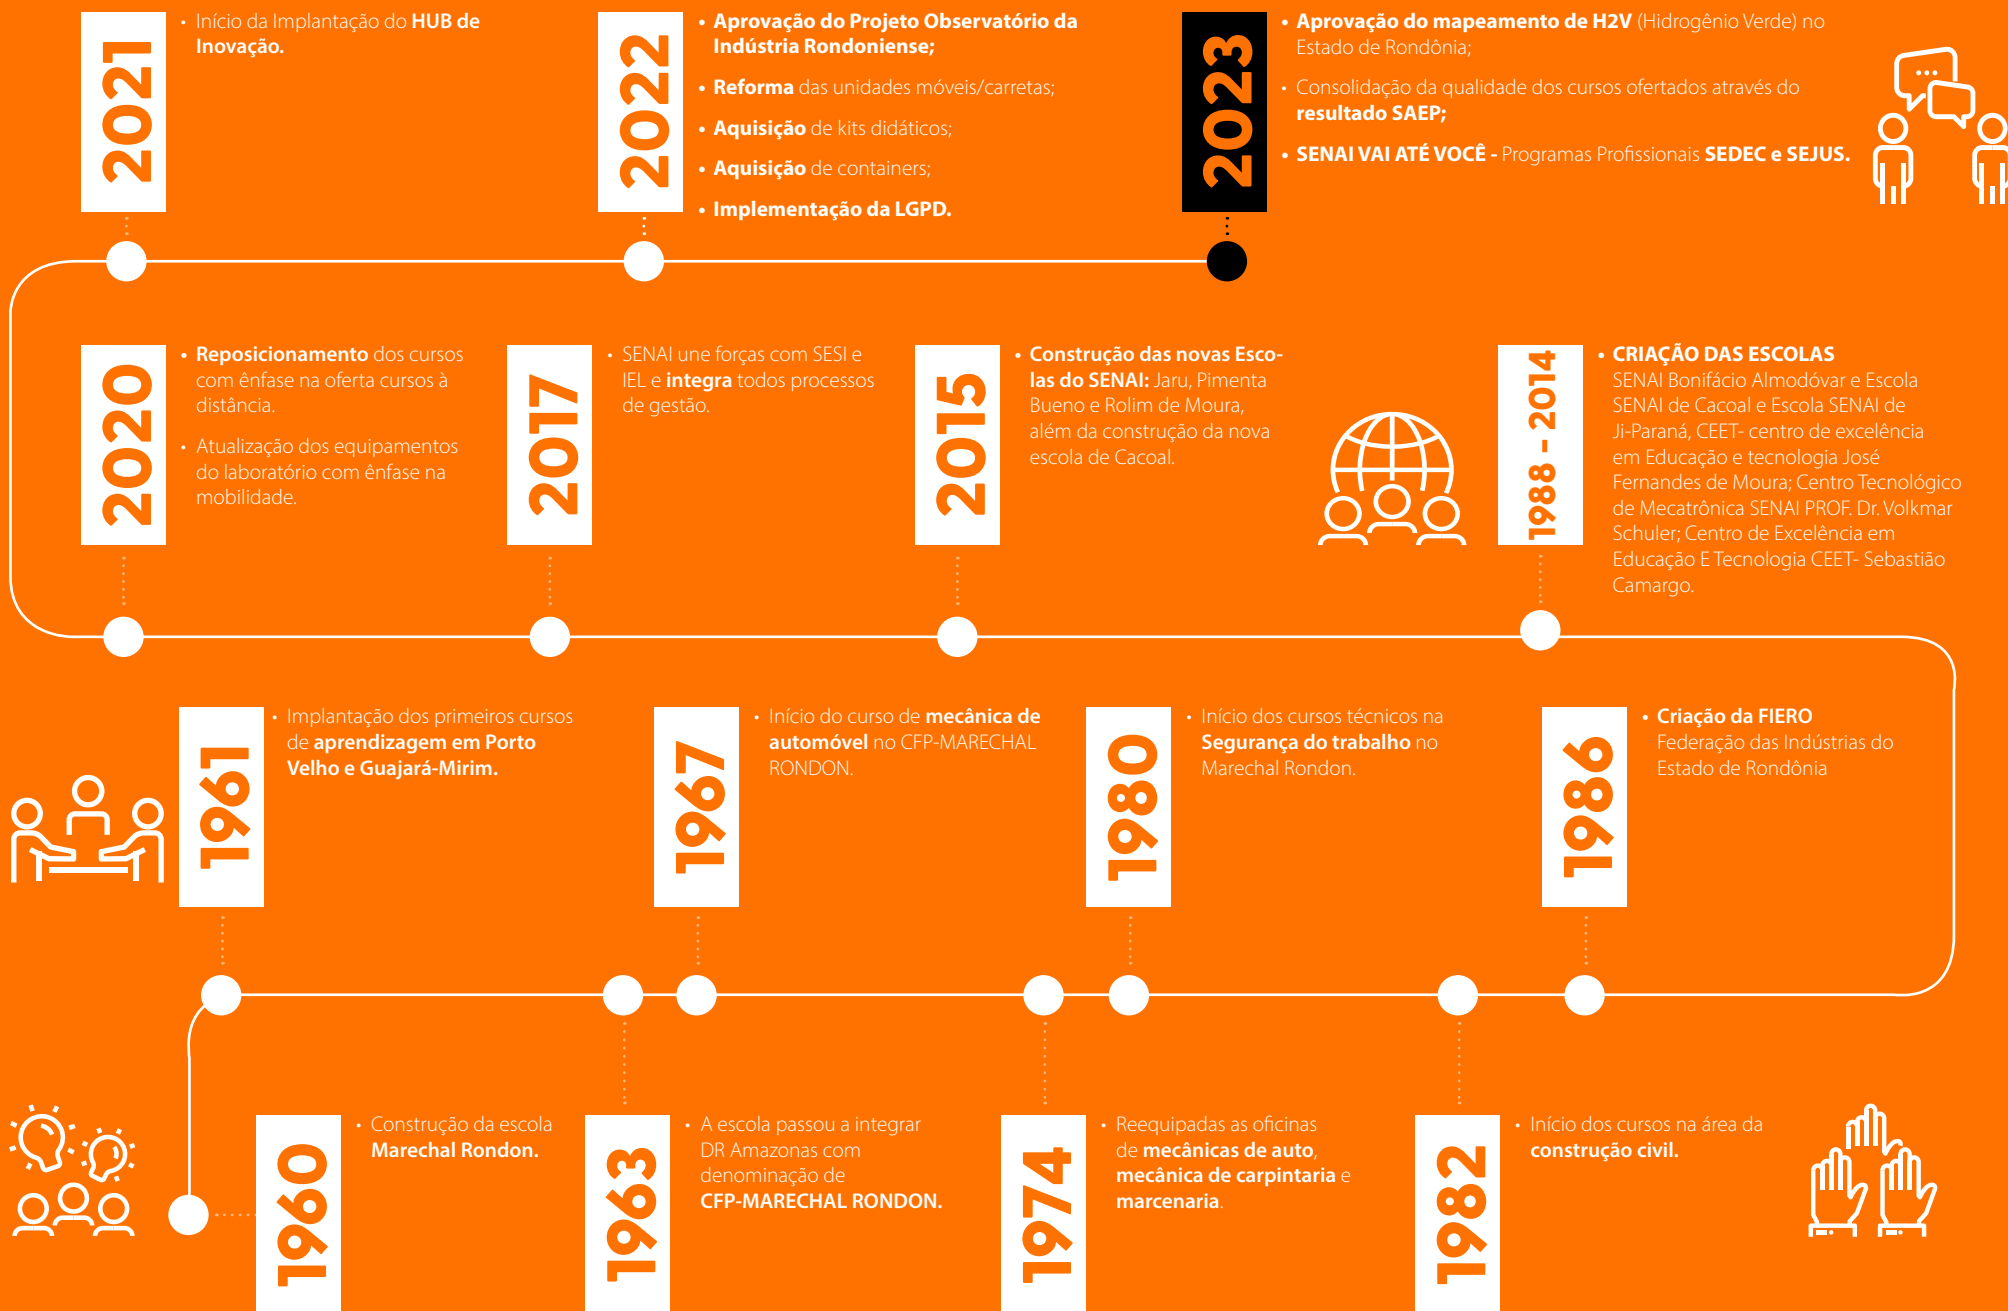 2021
• Início da Implantação do HUB de
Inovação.
2022
• Aprovação do Projeto Observatório da
Indústria Rondoniense;
• Reforma das unidades móveis/carretas;
• Aquisição de kits didáticos;
• Aquisição de containers;
• Implementação da LGPD.
2023
• Aprovação do mapeamento de H2V (Hidrogênio Verde) no
Estado de Rondônia;
• Consolidação da qualidade dos cursos ofertados através do
resultado SAEP;
• SENAI VAI ATÉ VOCÊ - Programas Profissionais SEDEC e SEJUS.
2020
• Reposicionamento dos cursos
com ênfase na oferta cursos à
distância.
• Atualização dos equipamentos
do laboratório com ênfase na
mobilidade.
2017
• SENAI une forças com SESI e
IEL e integra todos processos
de gestão.
2015
• Construção das novas Esco-
las do SENAI: Jaru, Pimenta
Bueno e Rolim de Moura,
além da construção da nova
escola de Cacoal.
1988 - 2014
• CRIAÇÃO DAS ESCOLAS
SENAI Bonifácio Almodóvar e Escola
SENAI de Cacoal e Escola SENAI de
Ji-Paraná, CEET- centro de excelência
em Educação e tecnologia José
Fernandes de Moura; Centro Tecnológico
de Mecatrônica SENAI PROF. Dr. Volkmar
Schuler; Centro de Excelência em
Educação E Tecnologia CEET- Sebastião
Camargo.
1961
• Implantação dos primeiros cursos
de aprendizagem em Porto
Velho e Guajará-Mirim.
1967
• Início do curso de mecânica de
automóvel no CFP-MARECHAL
RONDON.
1980
• Início dos cursos técnicos na
Segurança do trabalho no
Marechal Rondon.
1986
• Criação da FIERO
Federação das Indústrias do
Estado de Rondônia
1960
• Construção da escola
Marechal Rondon.
1963
• A escola passou a integrar
DR Amazonas com
denominação de
CFP-MARECHAL RONDON.
1974
• Reequipadas as oficinas
de mecânicas de auto,
mecânica de carpintaria e
marcenaria.
1982
• Início dos cursos na área da
construção civil.